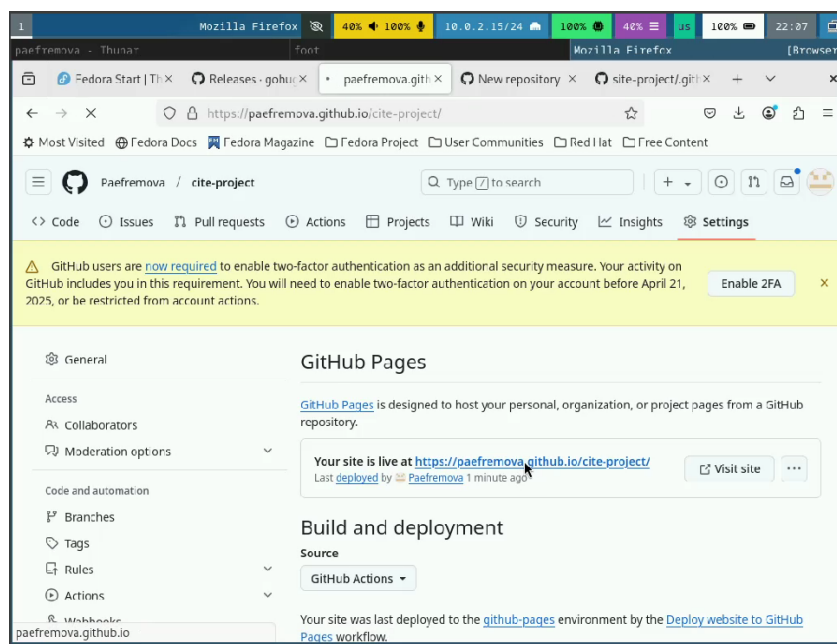 1 Mozilla Firefox 40% 100% 10.0.2.15/24 100% 40% us 100% 22:07
paefremova - Thunar foot Mozilla Firefox [Browser
Fedora Start | Th Releases · gohug paefremova.gith New repository site-project/.gith
https://paefremova.github.io/cite-project/
Most Visited Fedora Docs Fedora Magazine Fedora Project User Communities Red Hat Free Content
Paefremova / cite-project Type / to search
Code Issues Pull requests Actions Projects Wiki Security Insights Settings
GitHub users are now required to enable two-factor authentication as an additional security measure. Your activity on
GitHub includes you in this requirement. You will need to enable two-factor authentication on your account before April 21,
2025, or be restricted from account actions.
Enable 2FA
General
Access
Collaborators
Moderation options
Code and automation
Branches
Tags
Rules
Actions
Webhooks
GitHub Pages
GitHub Pages is designed to host your personal, organization, or project pages from a GitHub
repository.
Your site is live at https://paefremova.github.io/cite-project/
Last deployed by Paefremova 1 minute ago
Visit site
Build and deployment
Source
GitHub Actions
Your site was last deployed to the github-pages environment by the Deploy website to GitHub
Pages workflow.
paefremova.github.io